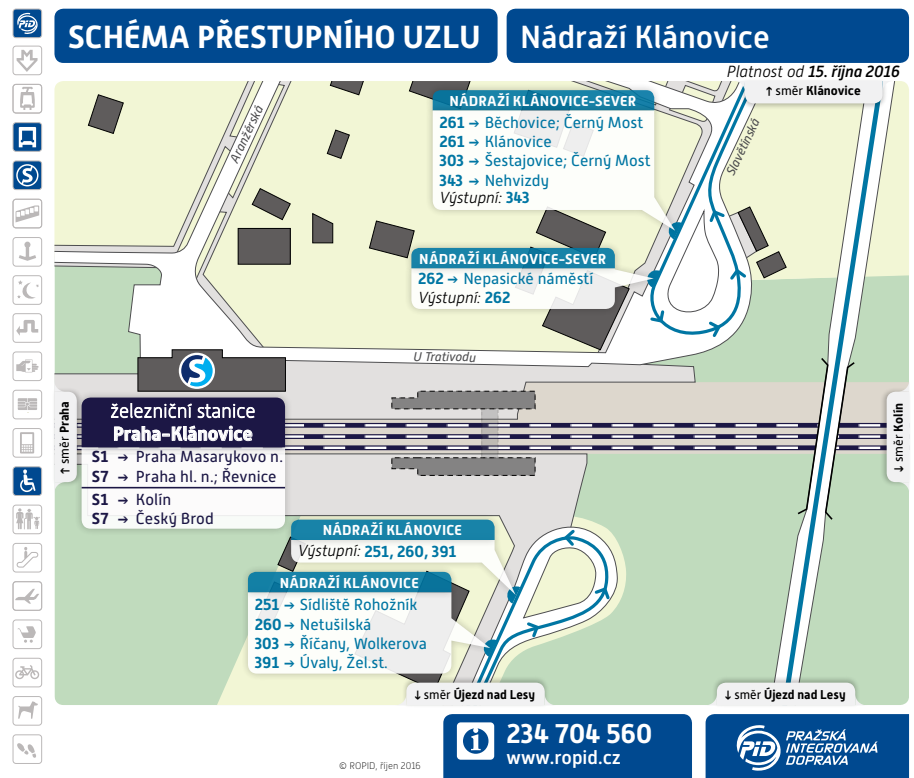 PiD
SCHÉMA PŘESTUPNÍHO UZLU
Nádraží Klánovice
Platnost od 15. října 2016
↑ směr Klánovice
Aranžérská
Slavětínská
NÁDRAŽÍ KLÁNOVICE-SEVER
261 → Běchovice; Černý Most
261 → Klánovice
303 → Šestajovice; Černý Most
343 → Nehvizdy
Výstupní: 343
NÁDRAŽÍ KLÁNOVICE-SEVER
262 → Nepasické náměstí
Výstupní: 262
U Trativodu
S
↑ směr Praha
↓ směr Kolín
železniční stanice
Praha–Klánovice
S1 → Praha Masarykovo n.
S7 → Praha hl. n.; Řevnice
S1 → Kolín
S7 → Český Brod
NÁDRAŽÍ KLÁNOVICE
Výstupní: 251, 260, 391
NÁDRAŽÍ KLÁNOVICE
251 → Sídliště Rohožník
260 → Netušilská
303 → Říčany, Wolkerova
391 → Úvaly, Žel.st.
↓ směr Újezd nad Lesy
↓ směr Újezd nad Lesy
© ROPID, říjen 2016
i
234 704 560
www.ropid.cz
PiD
PRAŽSKÁ
INTEGROVANÁ
DOPRAVA